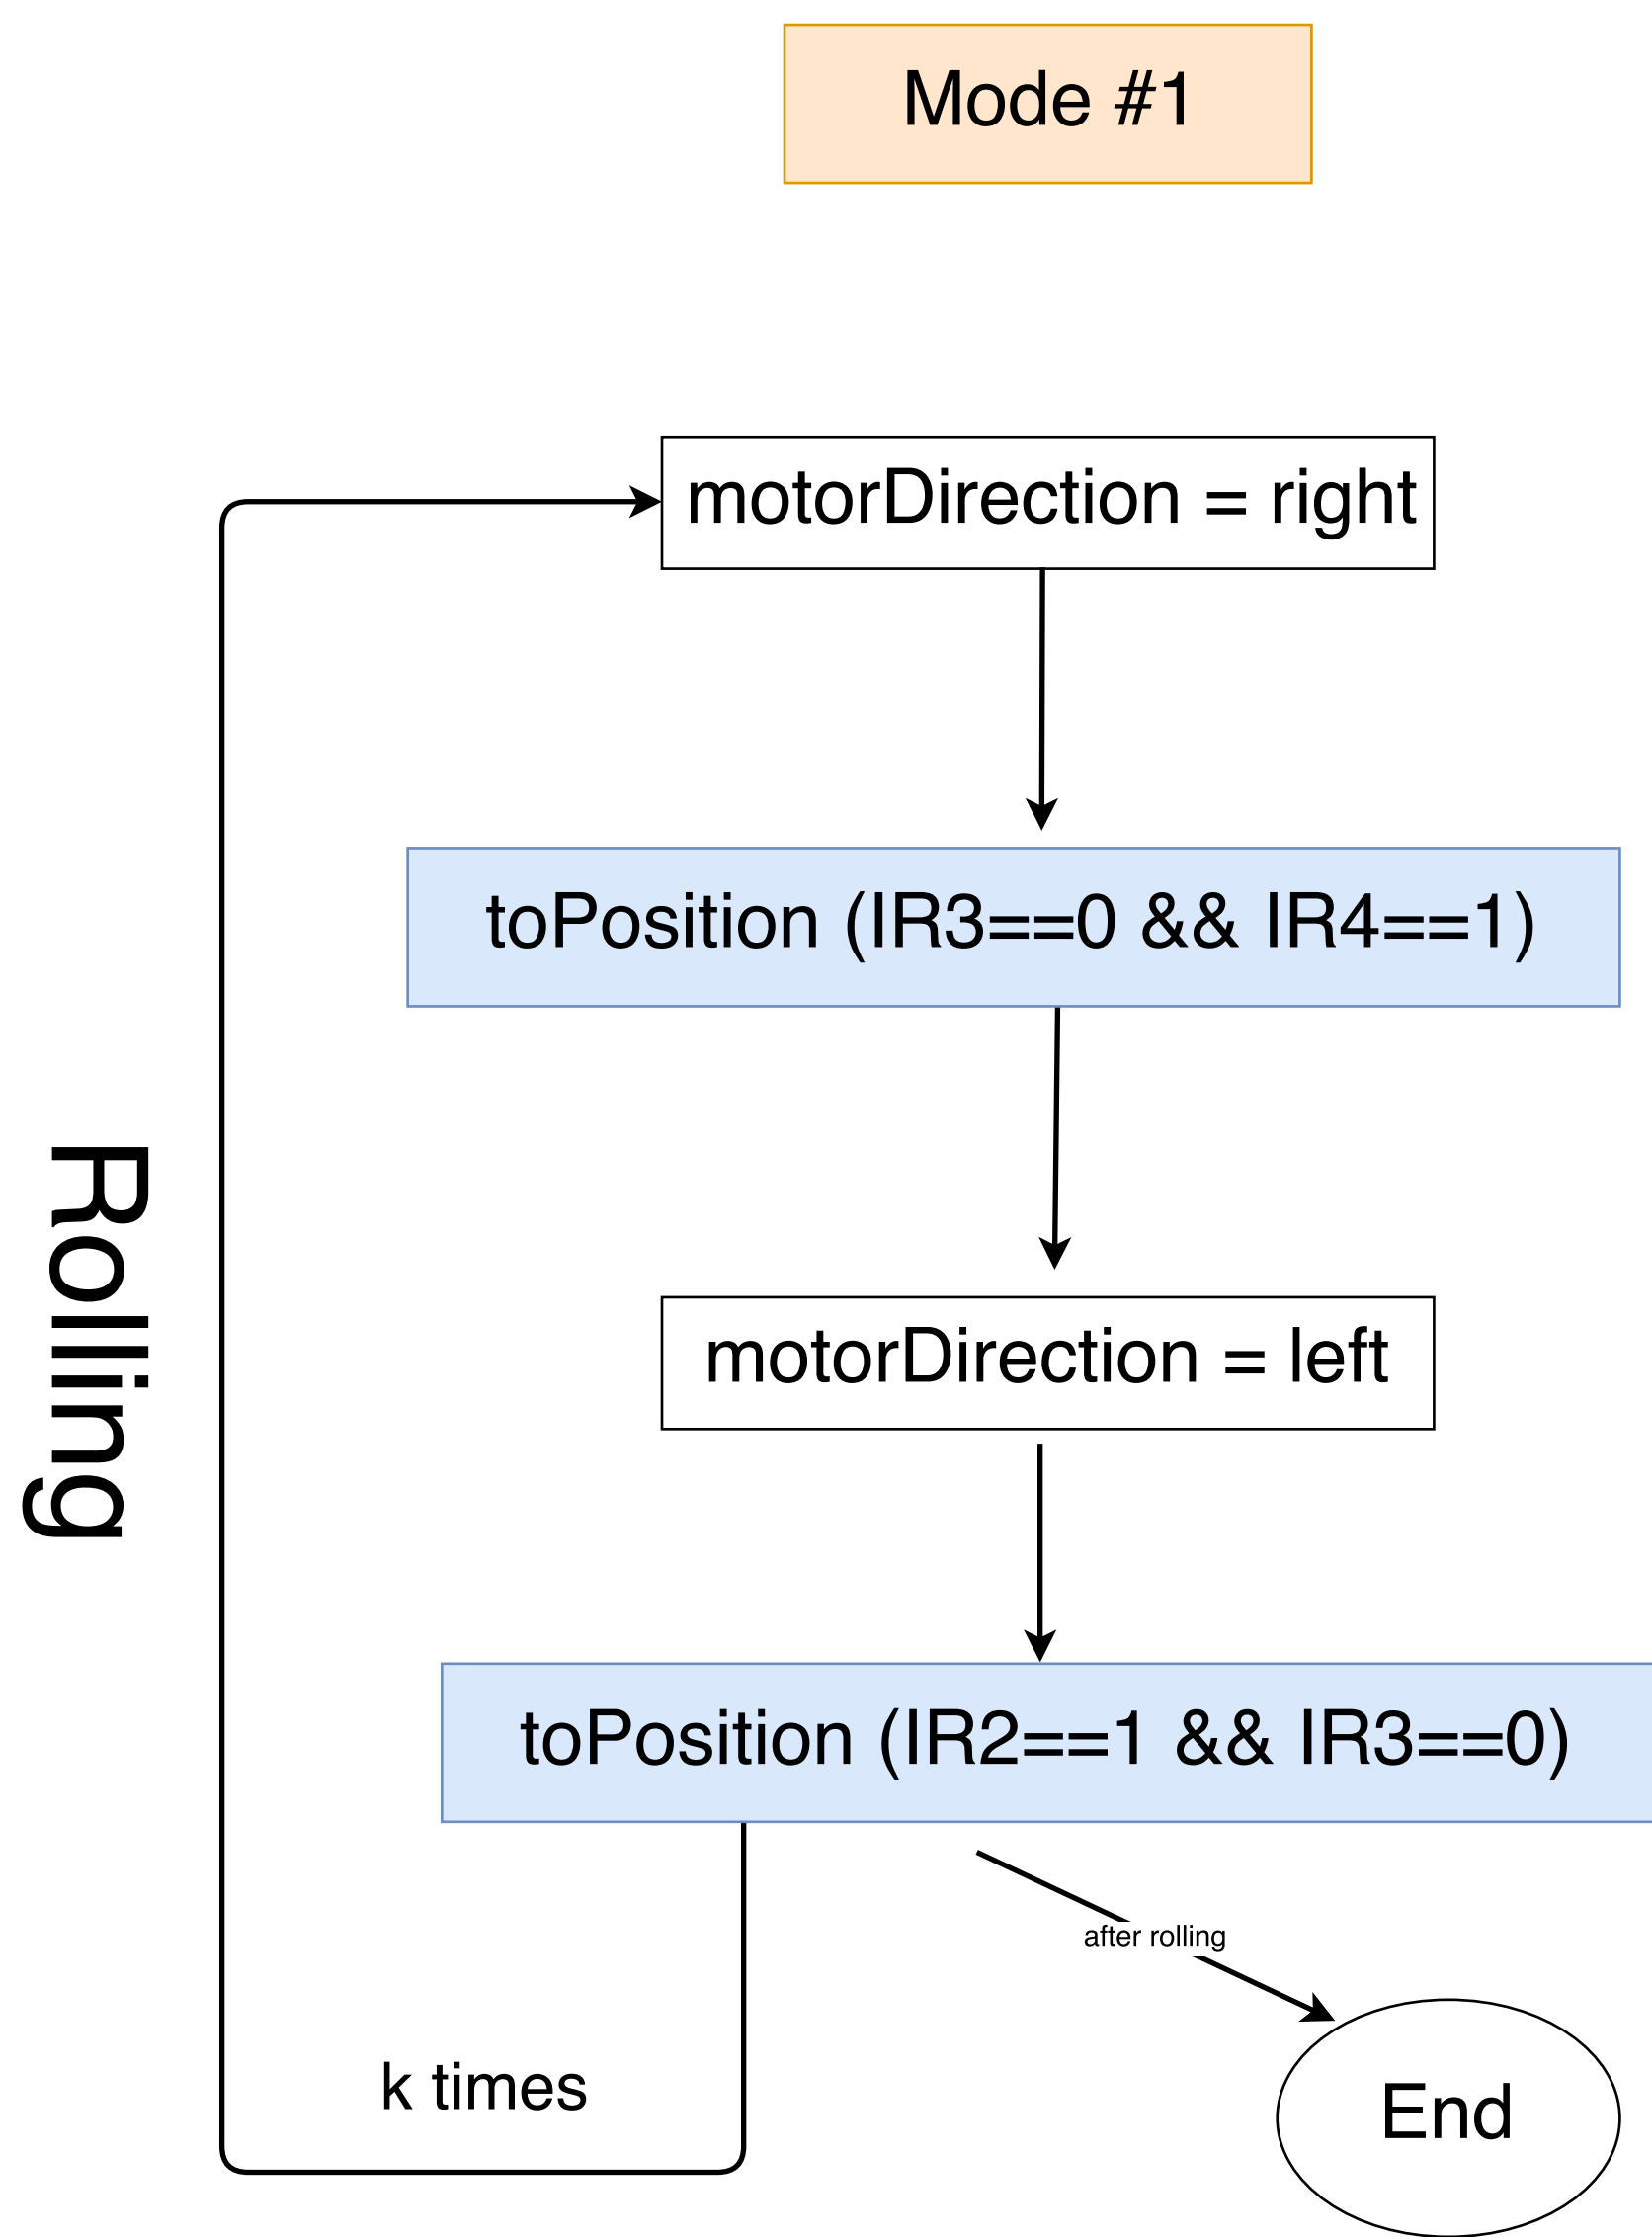 Mode #1
motorDirection = right
toPosition (IR3==0 && IR4==1)
Rolling
motorDirection = left
toPosition (IR2==1 && IR3==0)
after rolling
k times
End